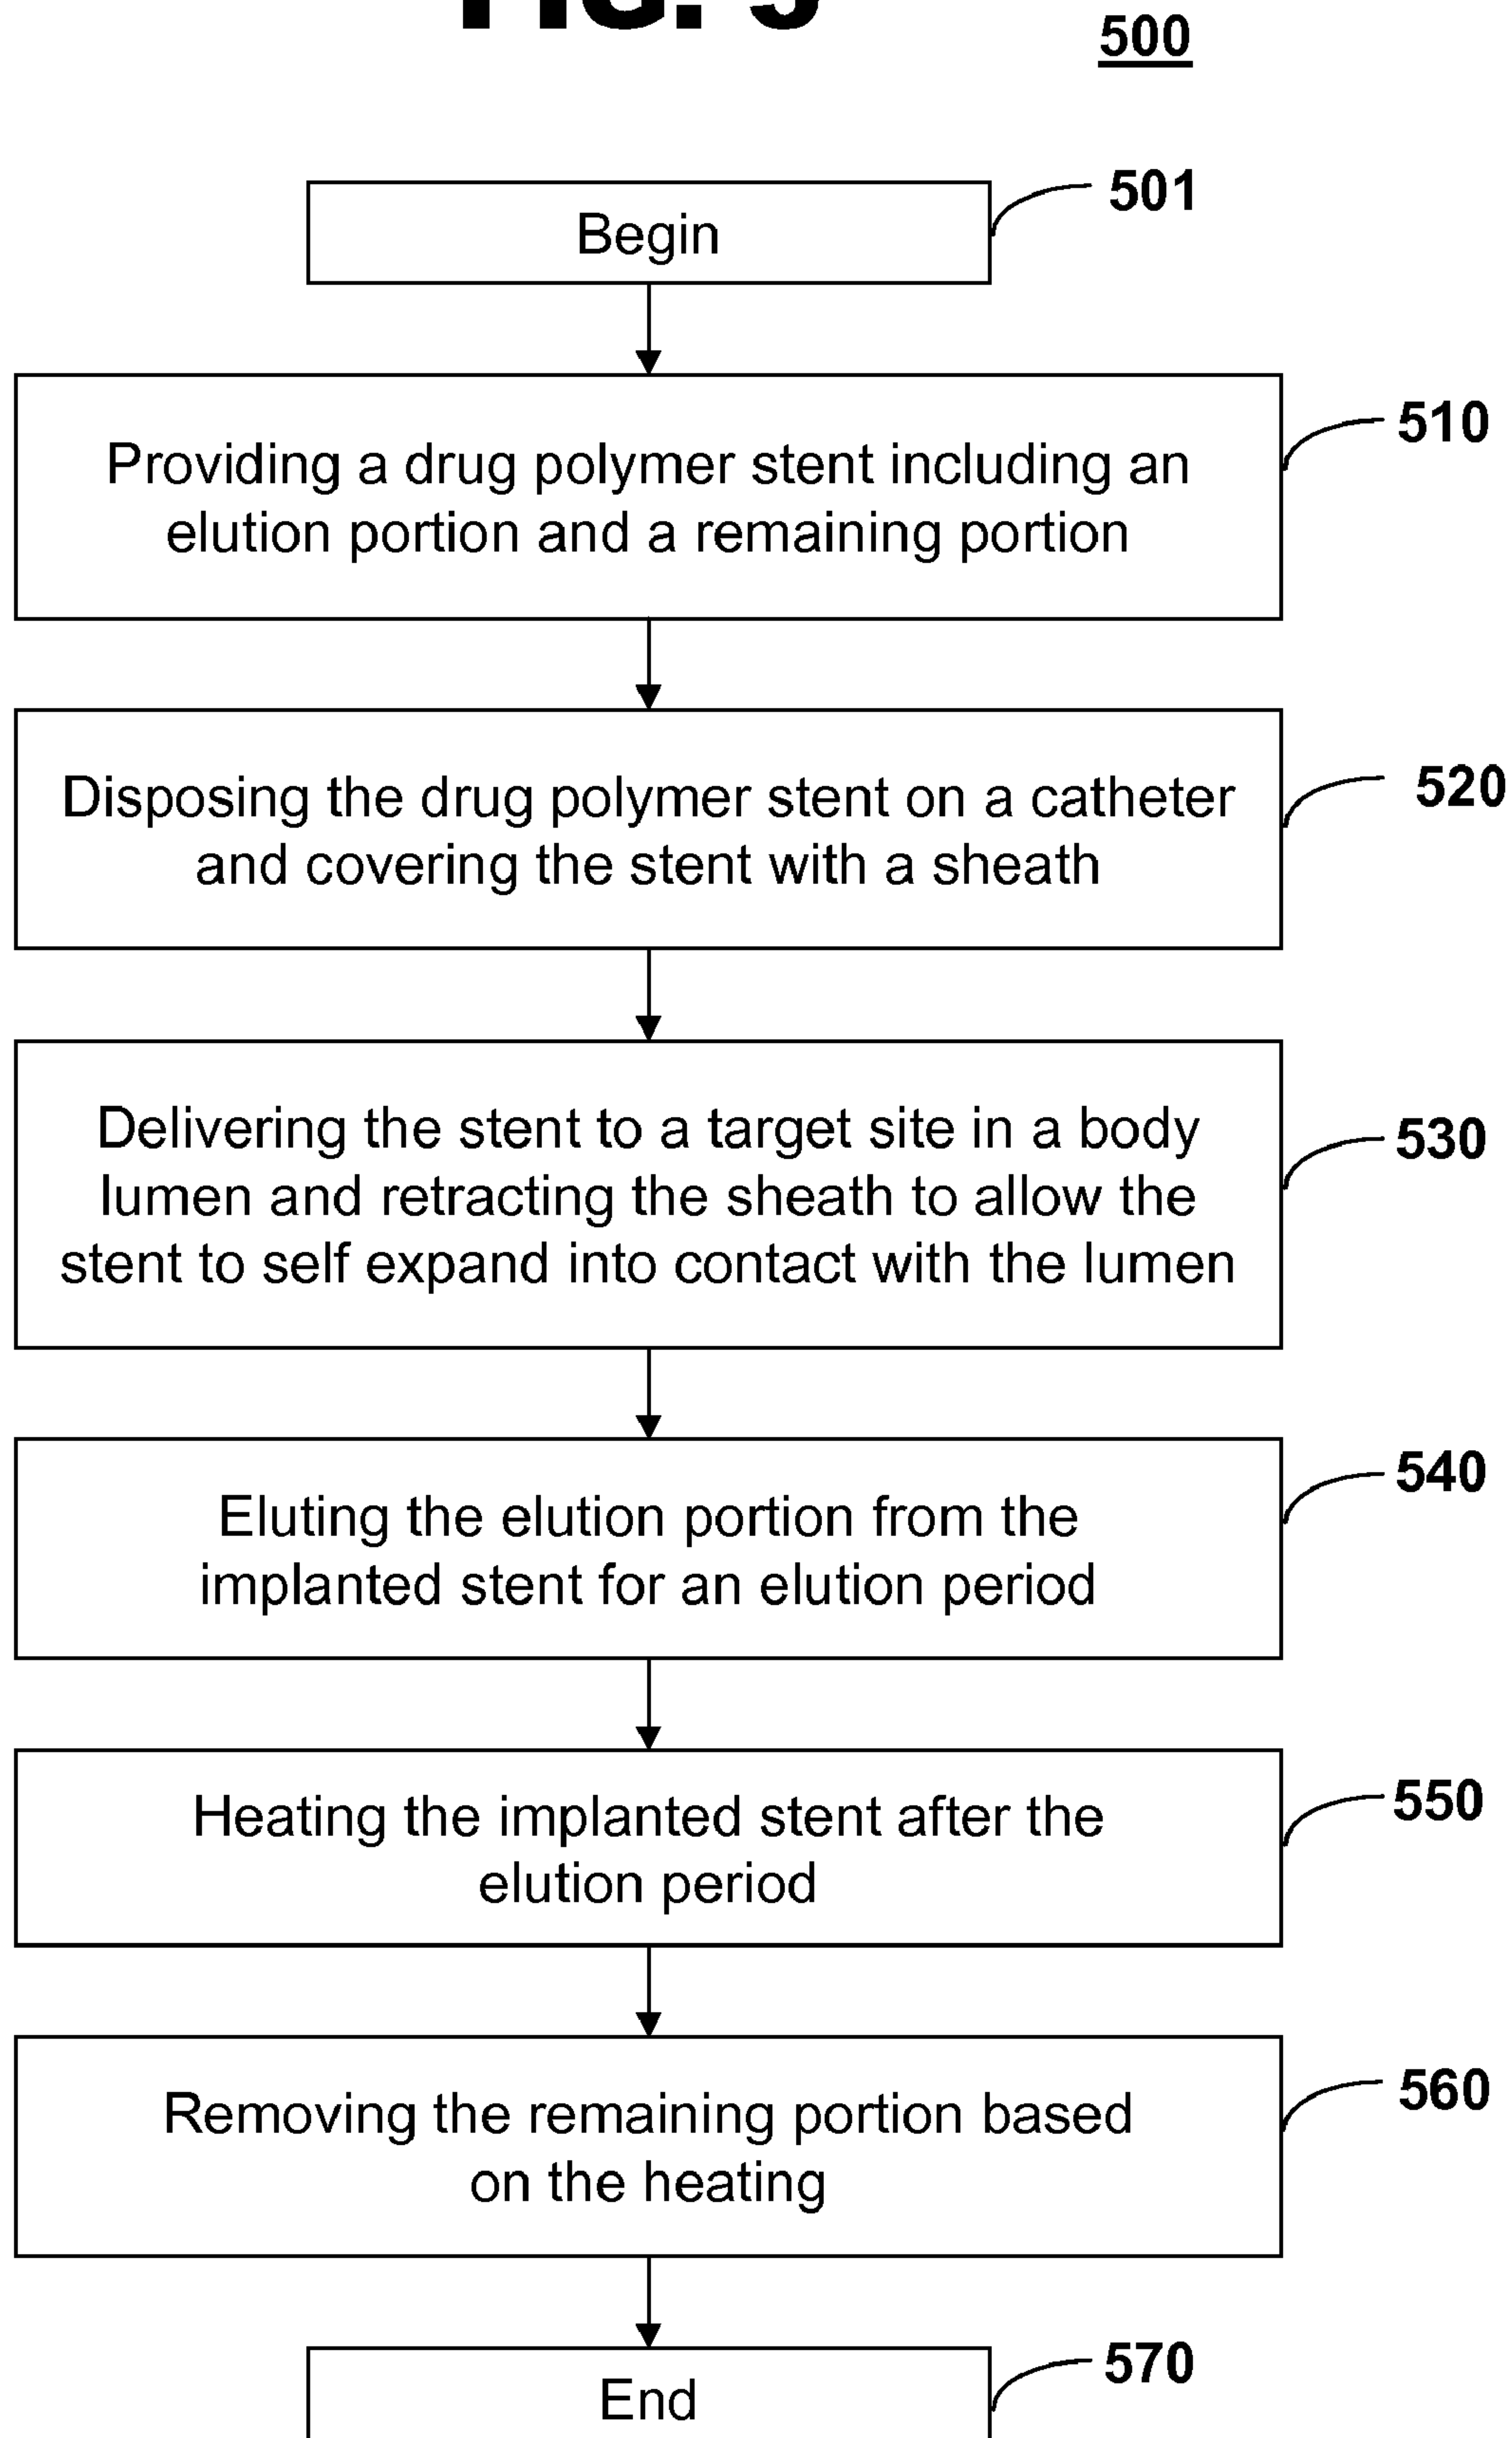 FIG. 5
500
Begin
501
Providing a drug polymer stent including an
elution portion and a remaining portion
510
Disposing the drug polymer stent on a catheter
and covering the stent with a sheath
520
Delivering the stent to a target site in a body
lumen and retracting the sheath to allow the
stent to self expand into contact with the lumen
530
Eluting the elution portion from the
implanted stent for an elution period
540
Heating the implanted stent after the
elution period
550
Removing the remaining portion based
on the heating
560
End
570